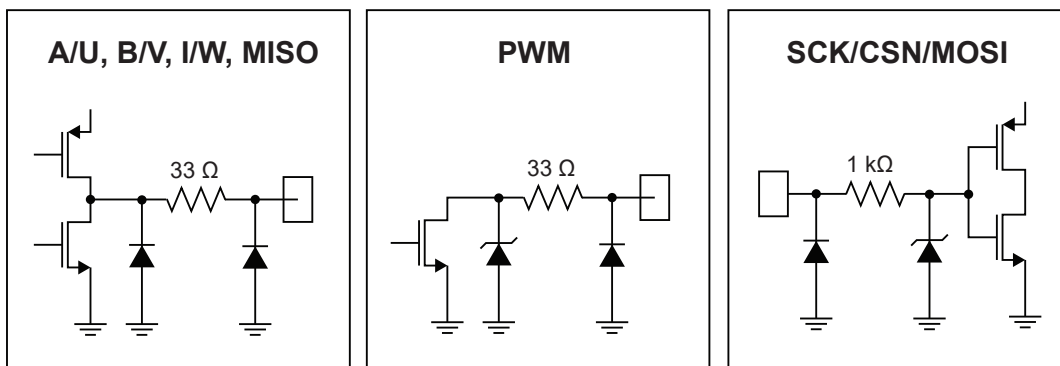 A/U, B/V, I/W, MISO
33 Ω
PWM
33 Ω
SCK/CSN/MOSI
1 kΩ